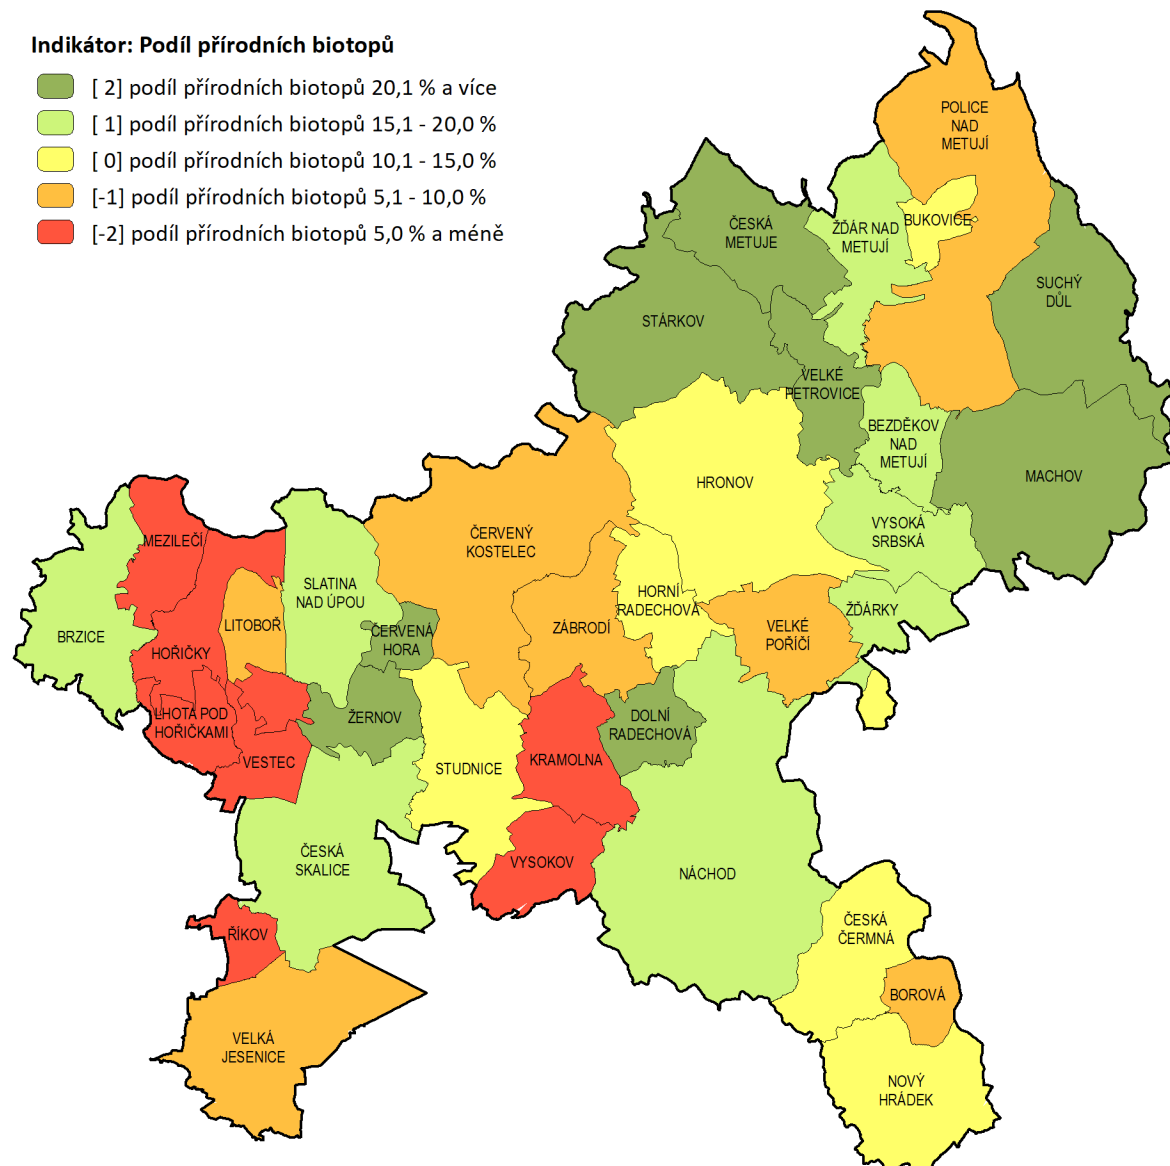 Indikátor: Podíl přírodních biotopů
[ 2] podíl přírodních biotopů 20,1 % a více
[ 1] podíl přírodních biotopů 15,1 - 20,0 %
[ 0] podíl přírodních biotopů 10,1 - 15,0 %
[-1] podíl přírodních biotopů 5,1 - 10,0 %
[-2] podíl přírodních biotopů 5,0 % a méně
POLICE
NAD
METUJÍ
ČESKÁ
METUJE
ŽĎÁR NAD
METUJÍ
BUKOVICE
SUCHÝ
DŮL
STÁRKOV
VELKÉ
PETROVICE
BEZDĚKOV
NAD
METUJÍ
MACHOV
HRONOV
VYSOKÁ
SRBSKÁ
ČERVENÝ
KOSTELEC
MEZILEČÍ
SLATINA
NAD ÚPOU
HORNÍ
RADECHOVÁ
ŽĎÁRKY
LITOBOŘ
BRZICE
ČERVENÁ
HORA
ZÁBRODÍ
VELKÉ
POŘÍČÍ
HOŘIČKY
LHOTA POD
HOŘIČKAMI
ŽERNOV
DOLNÍ
RADECHOVÁ
VESTEC
STUDNICE
KRAMOLNA
ČESKÁ
SKALICE
VYSOKOV
NÁCHOD
ŘÍKOV
ČESKÁ
ČERMNÁ
BOROVÁ
VELKÁ
JESENICE
NOVÝ
HRÁDEK